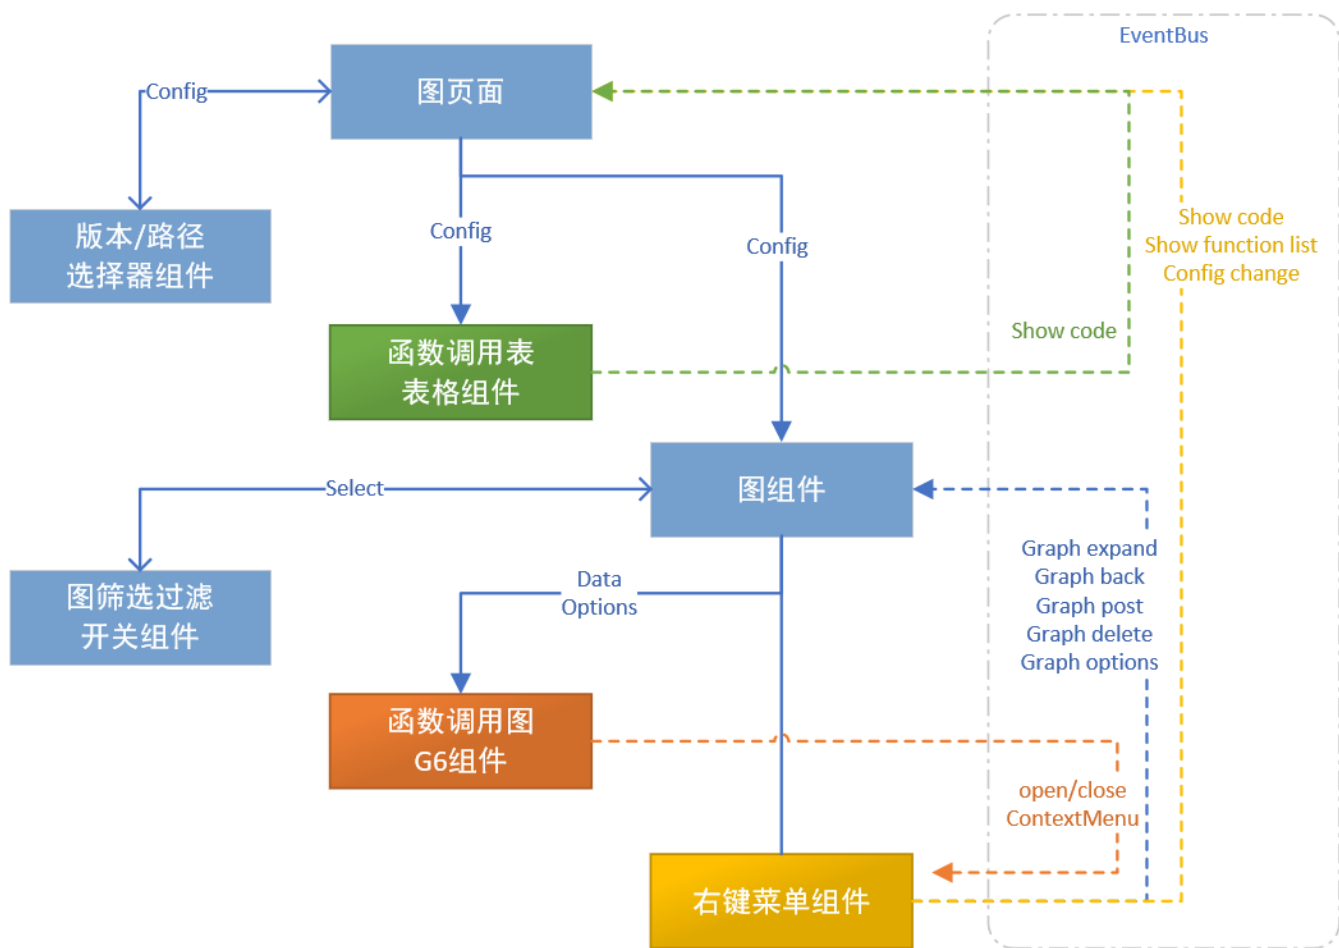 EventBus
图页面
Config
版本/路径
选择器组件
Config
Config
Show code
Show function list
Config change
函数调用表
表格组件
Show code
图组件
Select
图筛选过滤
开关组件
Data
Options
Graph expand
Graph back
Graph post
Graph delete
Graph options
函数调用图
G6组件
open/close
ContextMenu
右键菜单组件